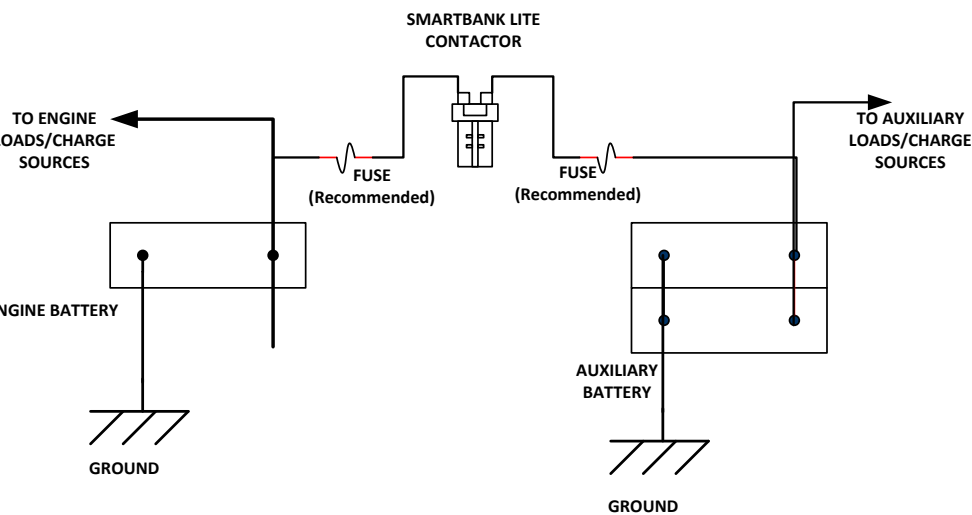 SMARTBANK LITE
CONTACTOR
TO ENGINE
LOADS/CHARGE
SOURCES
FUSE
(Recommended)
FUSE
(Recommended)
TO AUXILIARY
LOADS/CHARGE
SOURCES
NGINE BATTERY
AUXILIARY
BATTERY
GROUND
GROUND